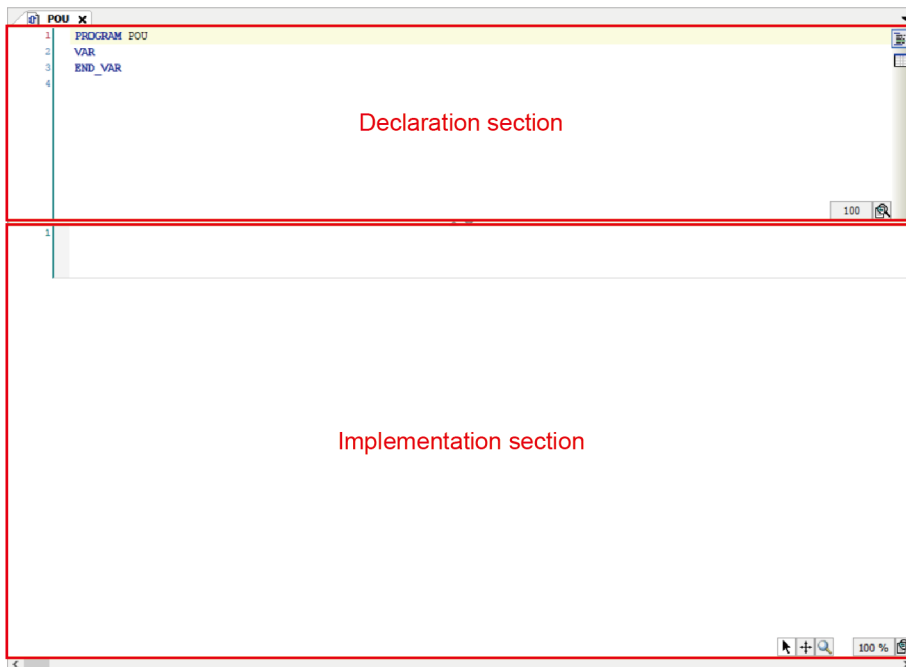 POU
1 PROGRAM POU
2 VAR
3 END_VAR
4
Declaration section
100
1
Implementation section
100 %